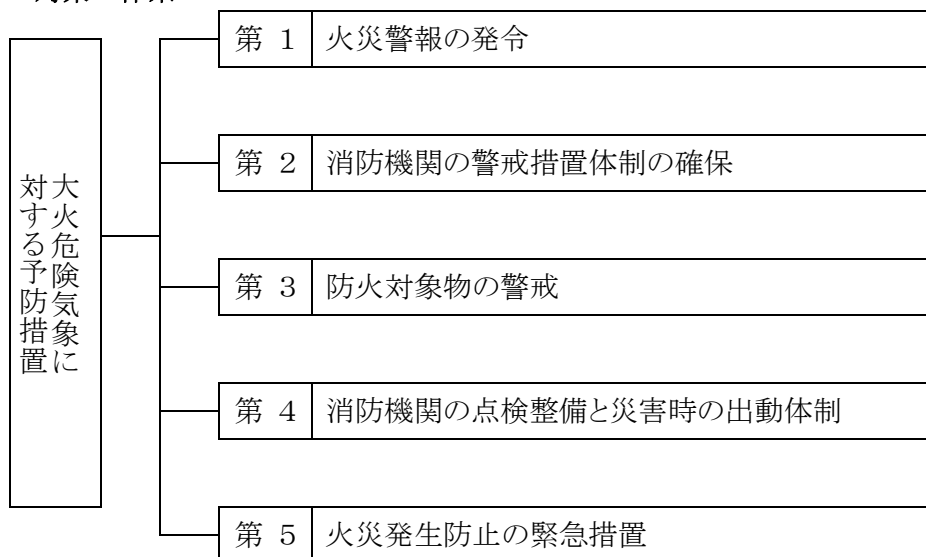 大火危険気象に
対する予防措置
第 1 火災警報の発令
第 2 消防機関の警戒措置体制の確保
第 3 防火対象物の警戒
第 4 消防機関の点検整備と災害時の出動体制
第 5 火災発生防止の緊急措置